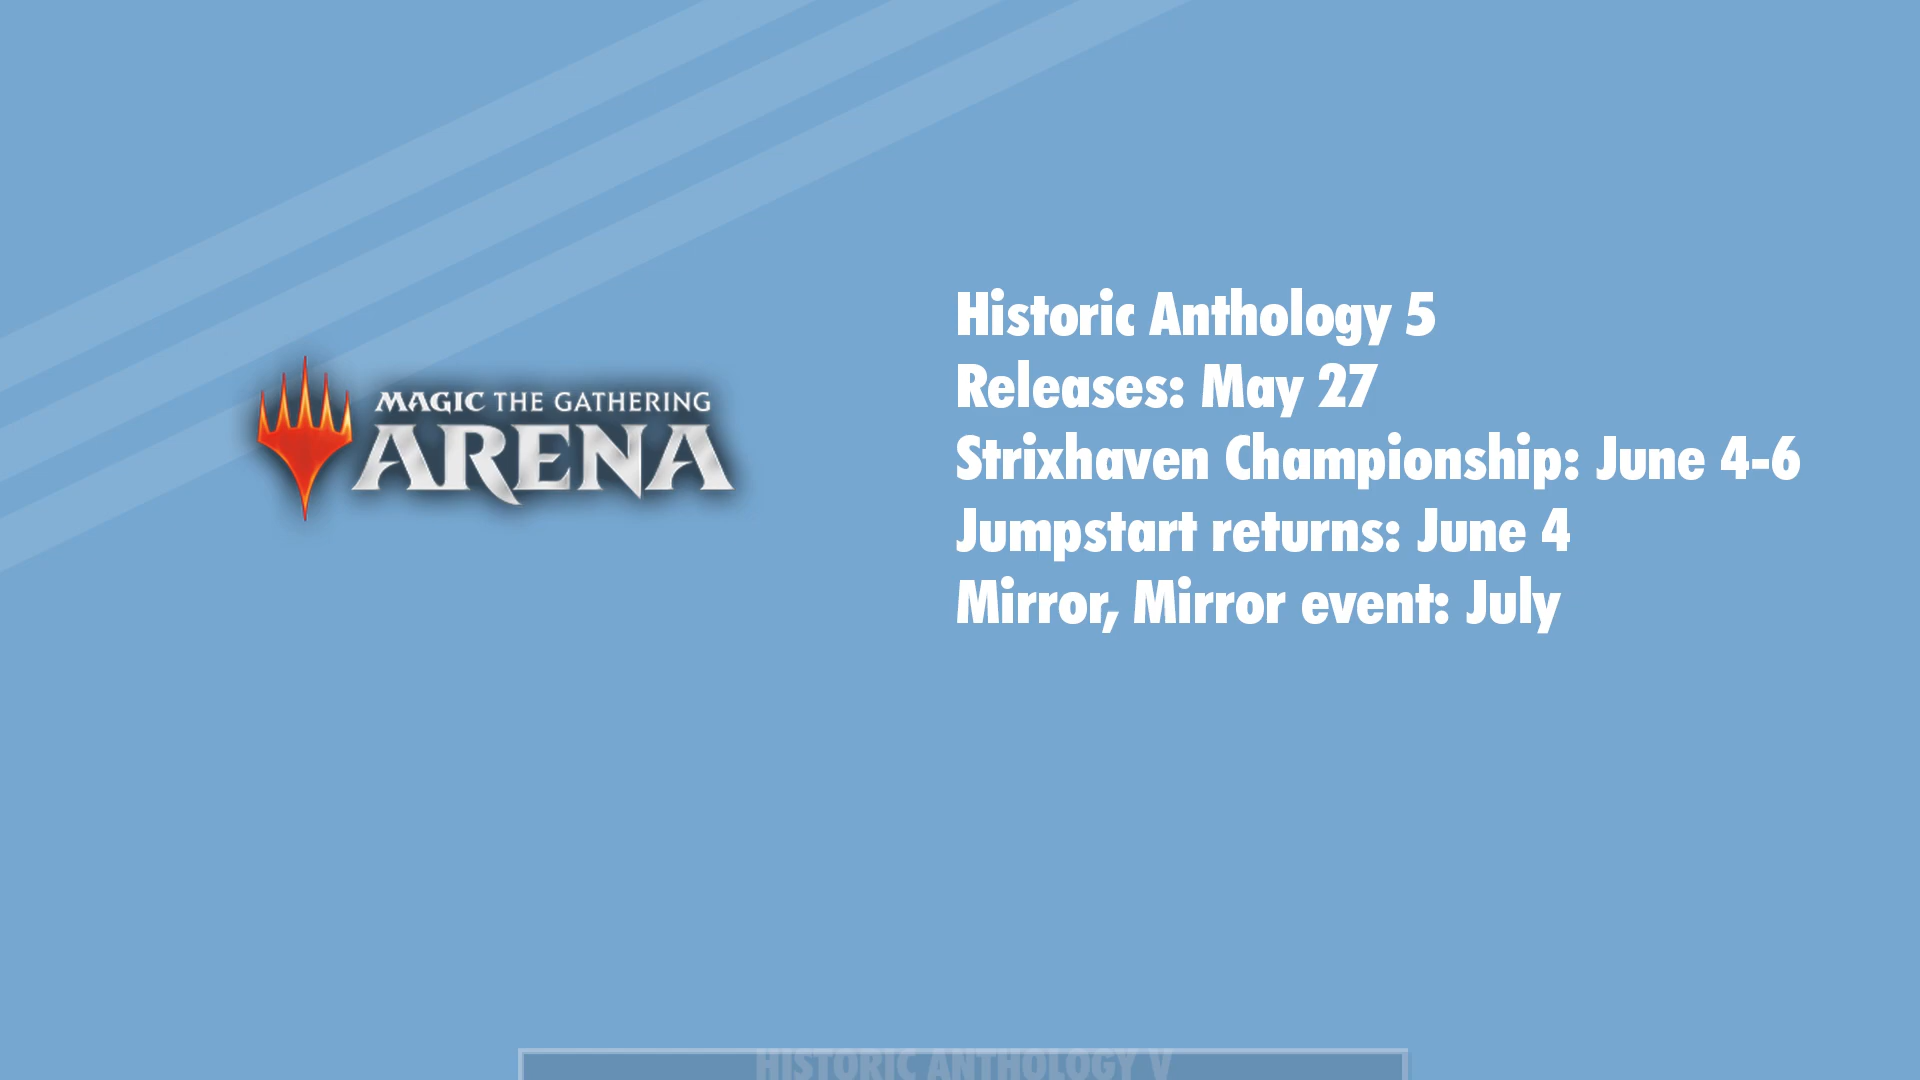 MAGIC THE GATHERING
ARENA
Historic Anthology 5
Releases: May 27
Strixhaven Championship: June 4-6
Jumpstart returns: June 4
Mirror, Mirror event: July
HISTORIC ANTHOLOGY V